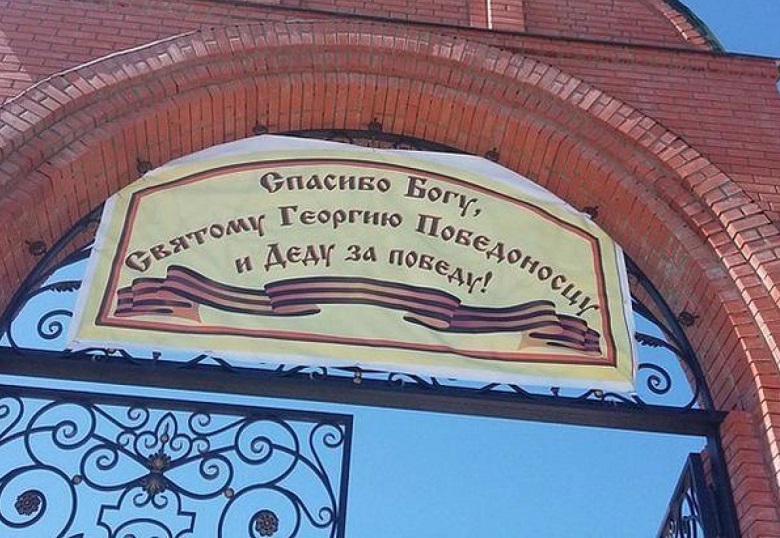 Спасибо Богу,
Святому Георгию Победоносцу
и Деду за победу!